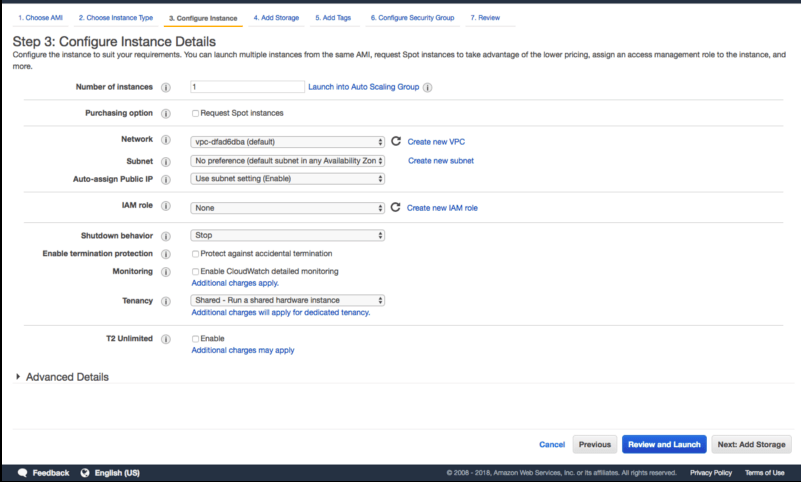 1. Choose AMI 2. Choose Instance Type 3. Configure Instance 4. Add Storage 5. Add Tags 6. Configure Security Group 7. Review
Step 3: Configure Instance Details
Configure the instance to suit your requirements. You can launch multiple instances from the same AMI, request Spot instances to take advantage of the lower pricing, assign an access management role to the instance, and
more.
Number of instances 1 Launch into Auto Scaling Group
Purchasing option Request Spot instances
Network vpc-dfad6dba (default) Create new VPC
Subnet No preference (default subnet in any Availability Zon Create new subnet
Auto-assign Public IP Use subnet setting (Enable)
IAM role None Create new IAM role
Shutdown behavior Stop
Enable termination protection Protect against accidental termination
Monitoring Enable CloudWatch detailed monitoring
Additional charges apply.
Tenancy Shared - Run a shared hardware instance
Additional charges will apply for dedicated tenancy.
T2 Unlimited Enable
Additional charges may apply
Advanced Details
Cancel Previous Review and Launch Next: Add Storage
Feedback English (US) © 2008 - 2018, Amazon Web Services, Inc. or its affiliates. All rights reserved. Privacy Policy Terms of Use